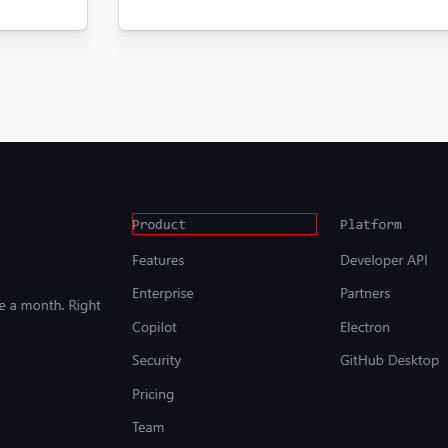 e a month. Right
Product
Features
Enterprise
Copilot
Security
Pricing
Team
Platform
Developer API
Partners
Electron
GitHub Desktop